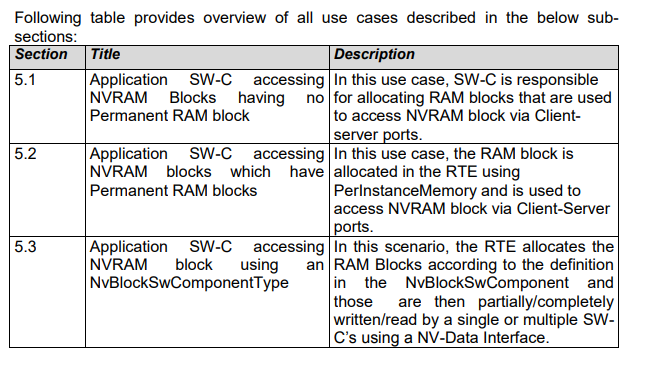 Following table provides overview of all use cases described in the below sub-
sections:
Section Title Description
5.1
Application SW-C accessing
NVRAM Blocks having no
Permanent RAM block
In this use case, SW-C is responsible
for allocating RAM blocks that are used
to access NVRAM block via Client-
server ports.
5.2
Application SW-C accessing
NVRAM blocks which have
Permanent RAM blocks
In this use case, the RAM block is
allocated in the RTE using
PerInstanceMemory and is used to
access NVRAM block via Client-Server
ports.
5.3
Application SW-C accessing
NVRAM block using an
NvBlockSwComponentType
In this scenario, the RTE allocates the
RAM Blocks according to the definition
in the NvBlockSwComponent and
those are then partially/completely
written/read by a single or multiple SW-
C's using a NV-Data Interface.